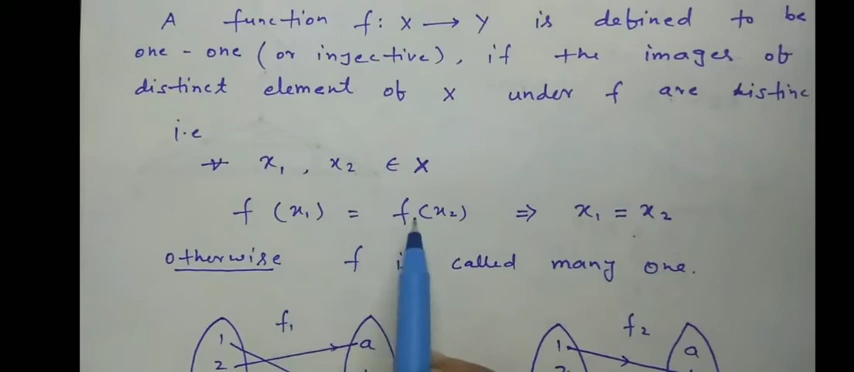 A function f: X → Y is defined to be
one-one (or injective), if the images of
distinct element of X under f are distinc
i.e
∀ x₁, x₂ ∈ X
f (x₁) = f (x₂) ⇒ x₁ = x₂
otherwise f i called many one.
f₁ f₂
1 a 1 a
2